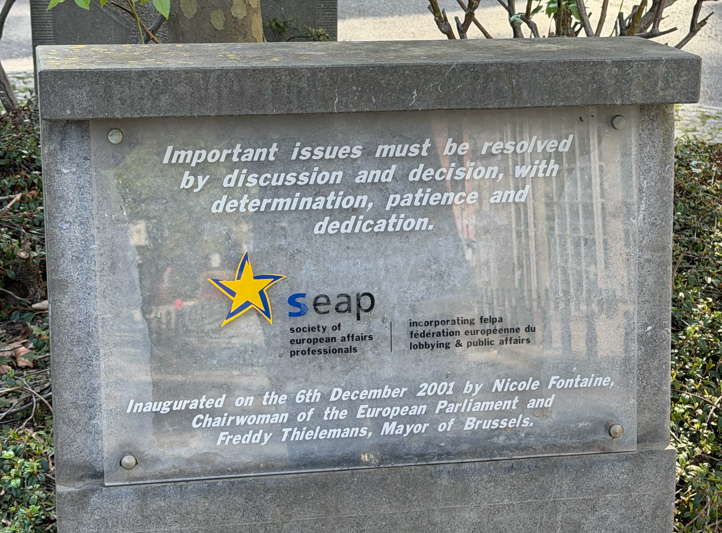 Important issues must be resolved
by discussion and decision, with
determination, patience and
dedication.
seap
society of
european affairs
professionals
incorporating felpa
fédération européenne du
lobbying & public affairs
Inaugurated on the 6th December 2001 by Nicole Fontaine,
Chairwoman of the European Parliament and
Freddy Thielemans, Mayor of Brussels.